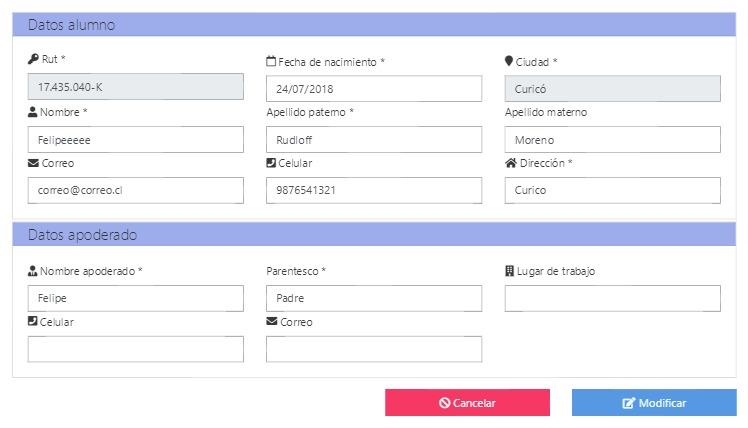 Datos alumno
Rut * Fecha de nacimiento * Ciudad *
17.435.040-K 24/07/2018 Curicó
Nombre * Apellido paterno * Apellido materno
Felipeeeee Rudloff Moreno
Correo Celular Dirección *
correo@correo.cl 9876541321 Curico
Datos apoderado
Nombre apoderado * Parentesco * Lugar de trabajo
Felipe Padre
Celular Correo
Cancelar Modificar